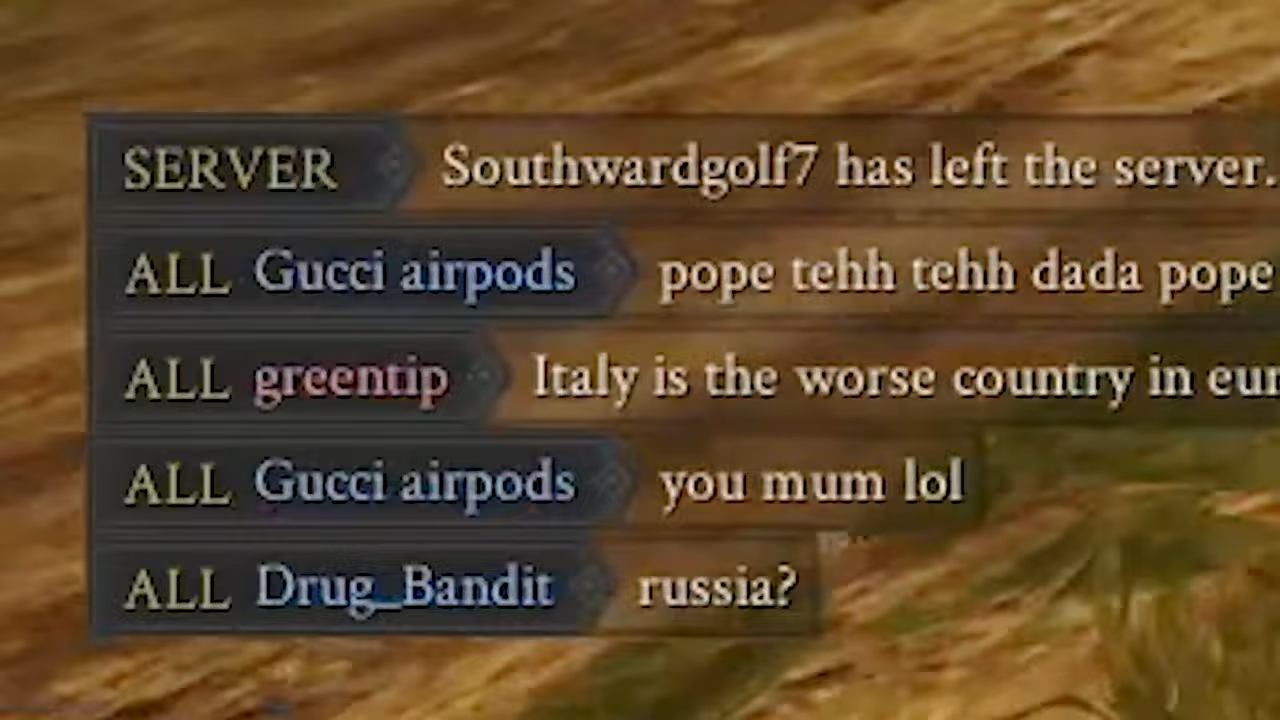 SERVER Southwardgolf7 has left the server.
ALL Gucci airpods pope tehh tehh dada pope
ALL greentip Italy is the worse country in eur
ALL Gucci airpods you mum lol
ALL Drug_Bandit russia?